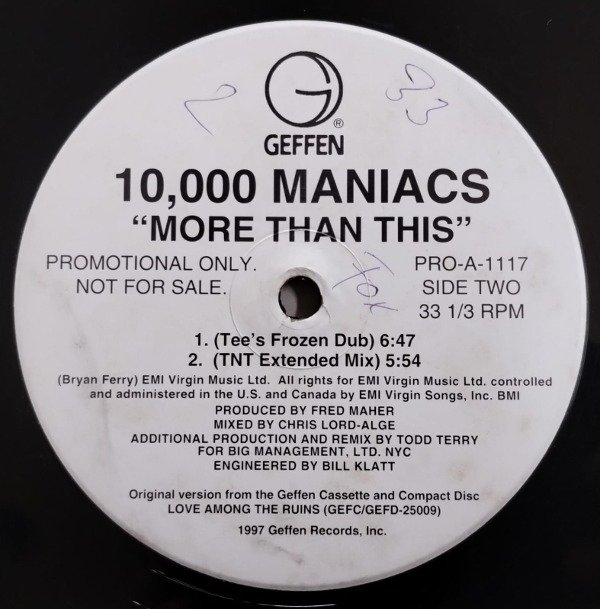 2
33
®
GEFFEN
10,000 MANIACS
“MORE THAN THIS”
PROMOTIONAL ONLY.
NOT FOR SALE.
PRO-A-1117
SIDE TWO
33 1/3 RPM
1. (Tee's Frozen Dub) 6:47
2. (TNT Extended Mix) 5:54
(Bryan Ferry) EMI Virgin Music Ltd. All rights for EMI Virgin Music Ltd. controlled
and administered in the U.S. and Canada by EMI Virgin Songs, Inc. BMI
PRODUCED BY FRED MAHER
MIXED BY CHRIS LORD-ALGE
ADDITIONAL PRODUCTION AND REMIX BY TODD TERRY
FOR BIG MANAGEMENT, LTD. NYC
ENGINEERED BY BILL KLATT
Original version from the Geffen Cassette and Compact Disc
LOVE AMONG THE RUINS (GEFC/GEFD-25009)
1997 Geffen Records, Inc.